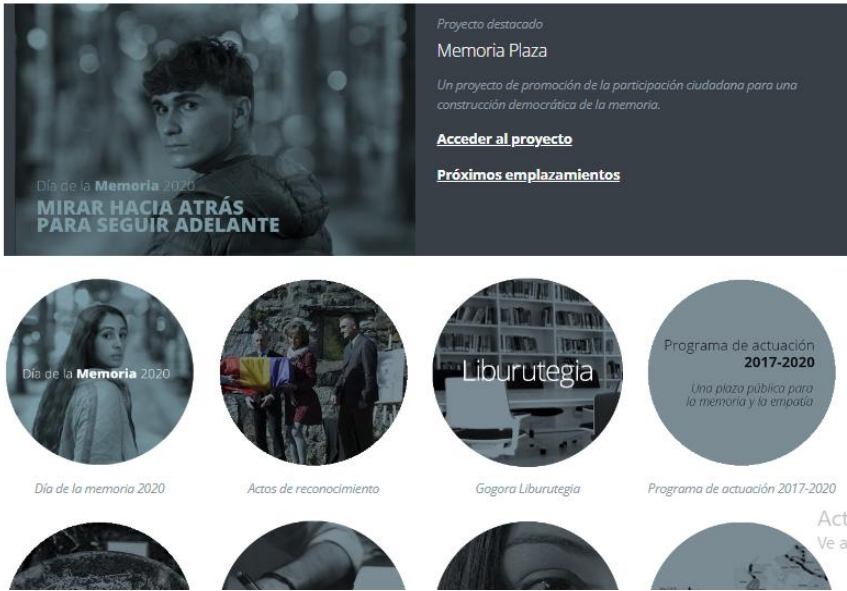 Proyecto destacado
Memoria Plaza
Un proyecto de promoción de la participación ciudadana para una
construcción democrática de la memoria.
Acceder al proyecto
Próximos emplazamientos
Día de la Memoria 2020
MIRAR HACIA ATRÁS
PARA SEGUIR ADELANTE
Día de la Memoria 2020
Liburutegia
Programa de actuación
2017-2020
Una plaza pública para
la memoria y la empatía
Día de la memoria 2020
Actos de reconocimiento
Gogora Liburutegia
Programa de actuación 2017-2020
Act
Ve a